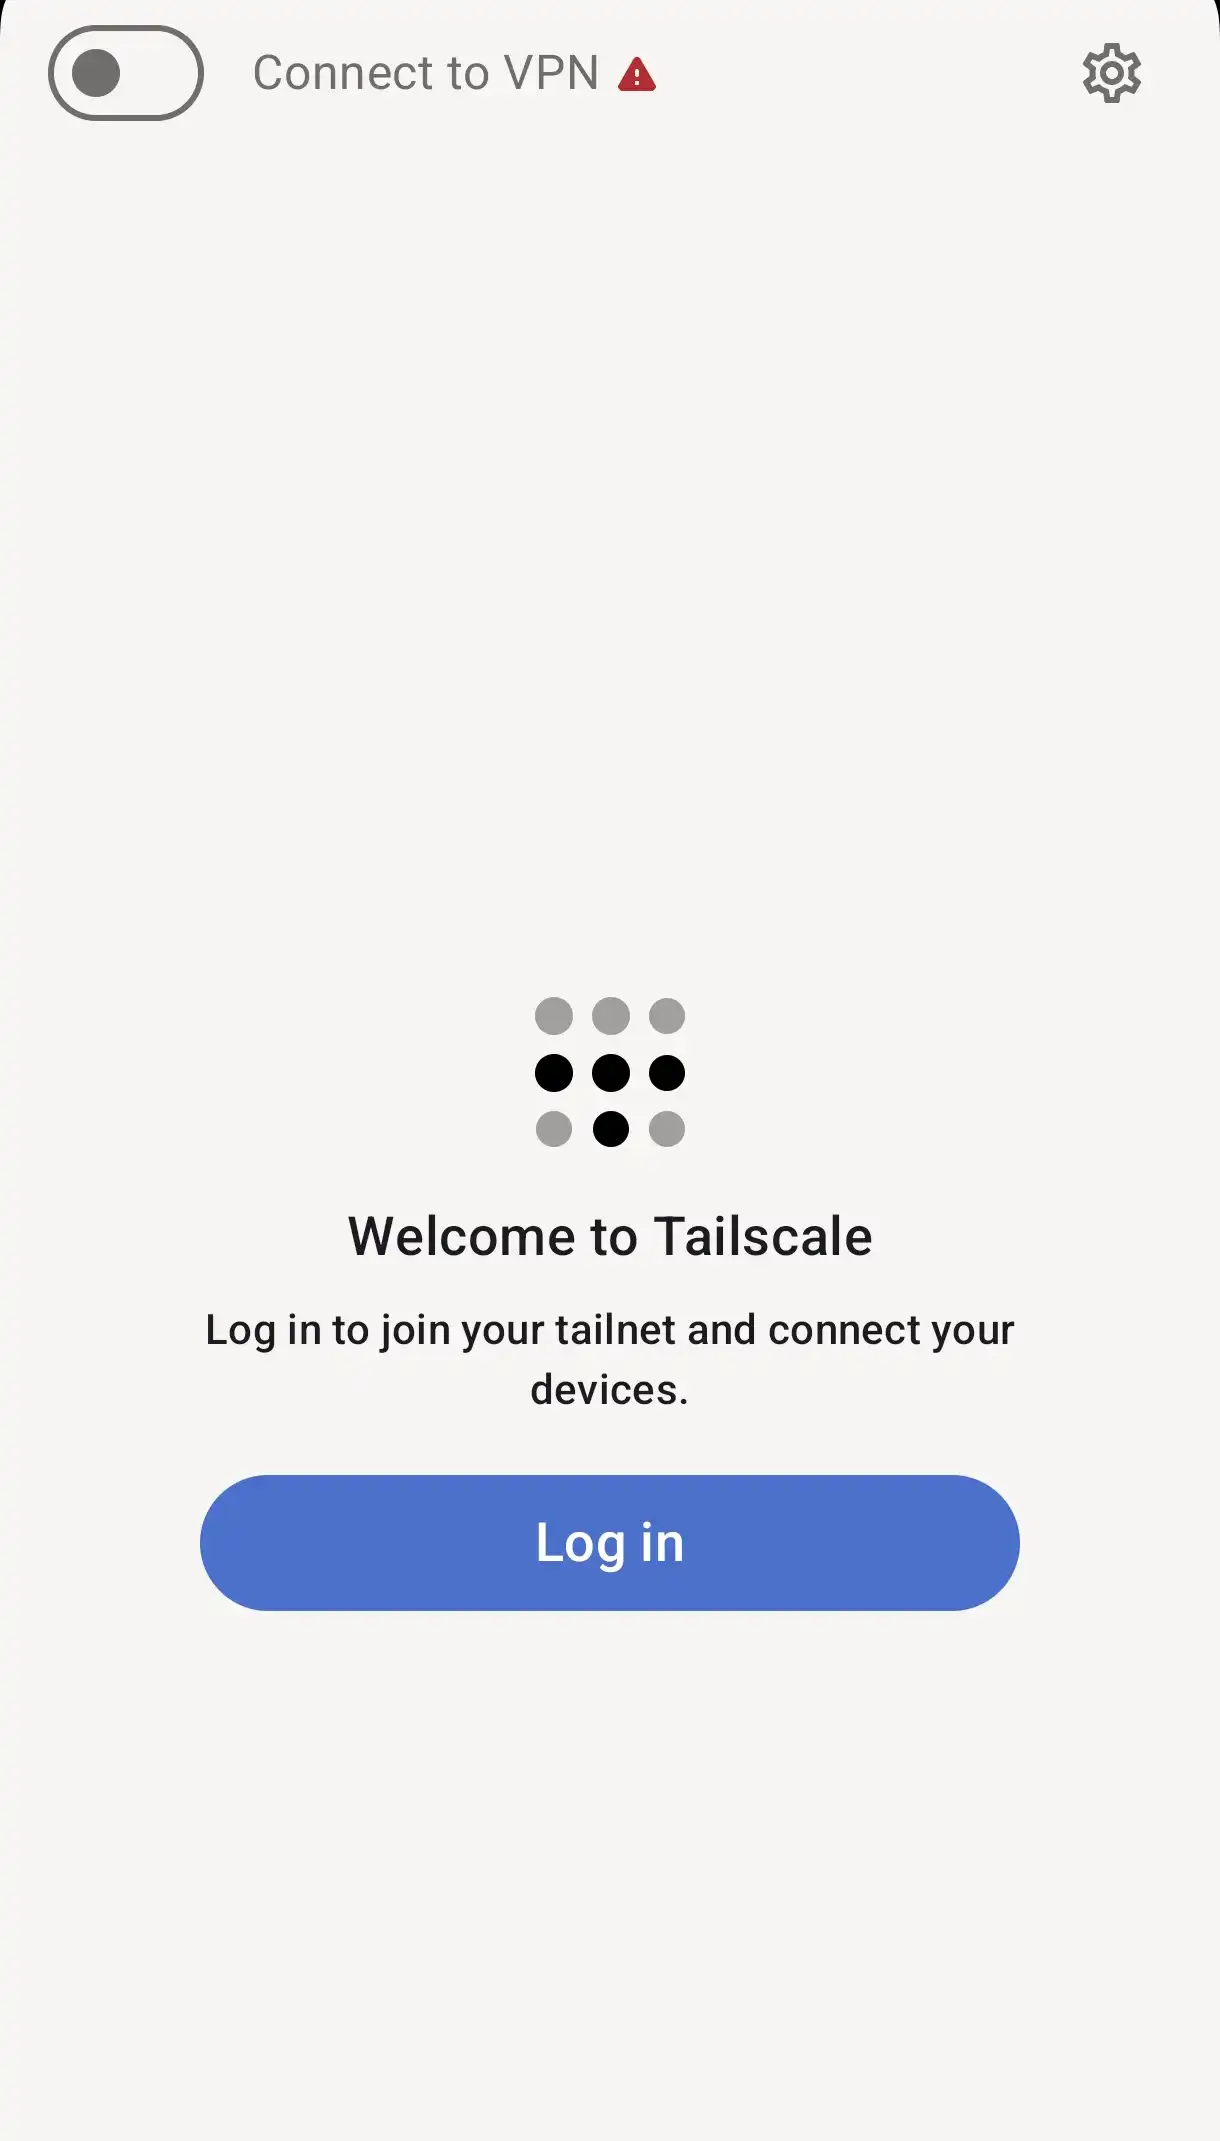 Connect to VPN
Welcome to Tailscale
Log in to join your tailnet and connect your
devices.
Log in